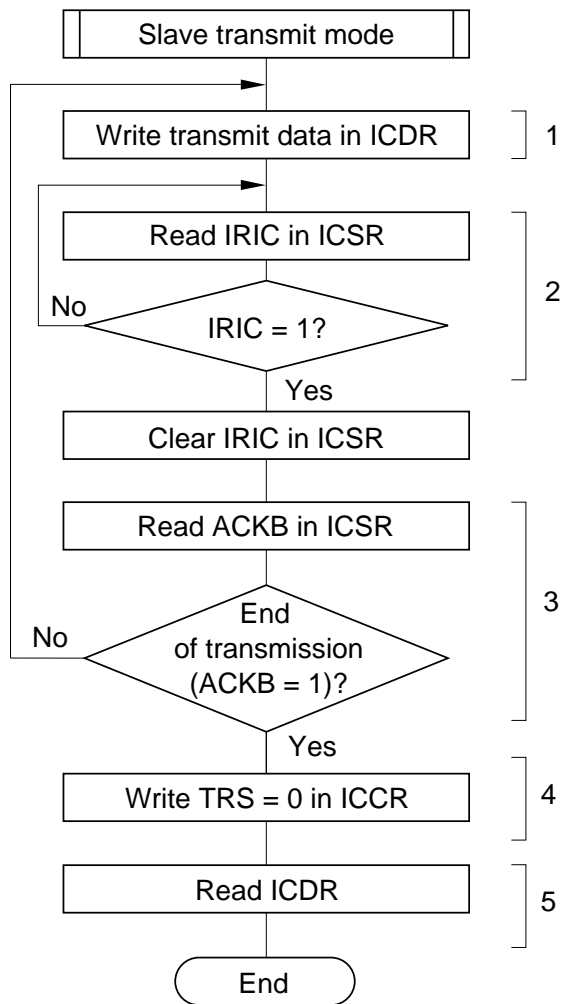 Slave transmit mode
Write transmit data in ICDR
1
Read IRIC in ICSR
2
No
IRIC = 1?
Yes
Clear IRIC in ICSR
Read ACKB in ICSR
3
No
End
of transmission
(ACKB = 1)?
Yes
Write TRS = 0 in ICCR
4
Read ICDR
5
End